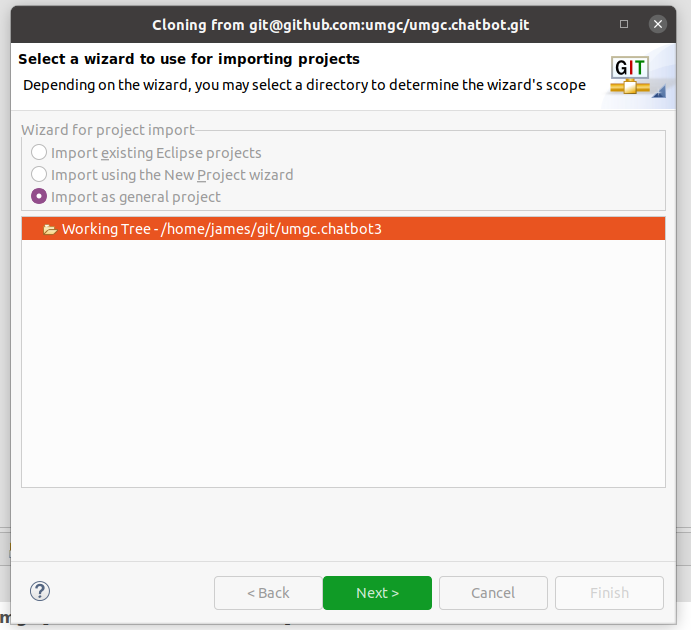 Cloning from git@github.com:umgc/umgc.chatbot.git
Select a wizard to use for importing projects
Depending on the wizard, you may select a directory to determine the wizard's scope
GIT
Wizard for project import
Import existing Eclipse projects
Import using the New Project wizard
Import as general project
Working Tree - /home/james/git/umgc.chatbot3
?
< Back
Next >
Cancel
Finish